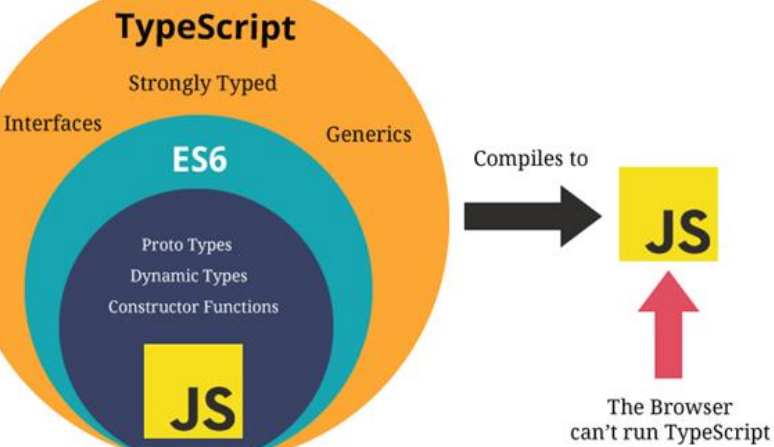 TypeScript
Strongly Typed
Interfaces
Generics
ES6
Proto Types
Dynamic Types
Constructor Functions
JS
Compiles to
JS
The Browser
can't run TypeScript